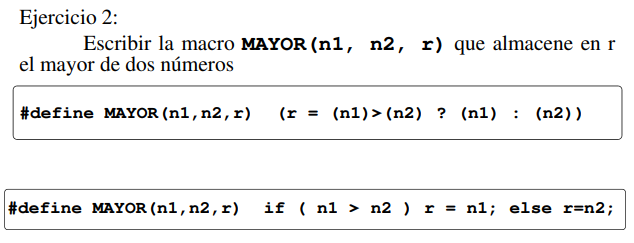 Ejercicio 2:
Escribir la macro MAYOR(n1, n2, r) que almacene en r
el mayor de dos números
#define MAYOR(n1,n2,r)  (r = (n1)>(n2) ? (n1) : (n2))
#define MAYOR(n1,n2,r)  if ( n1 > n2 ) r = n1; else r=n2;